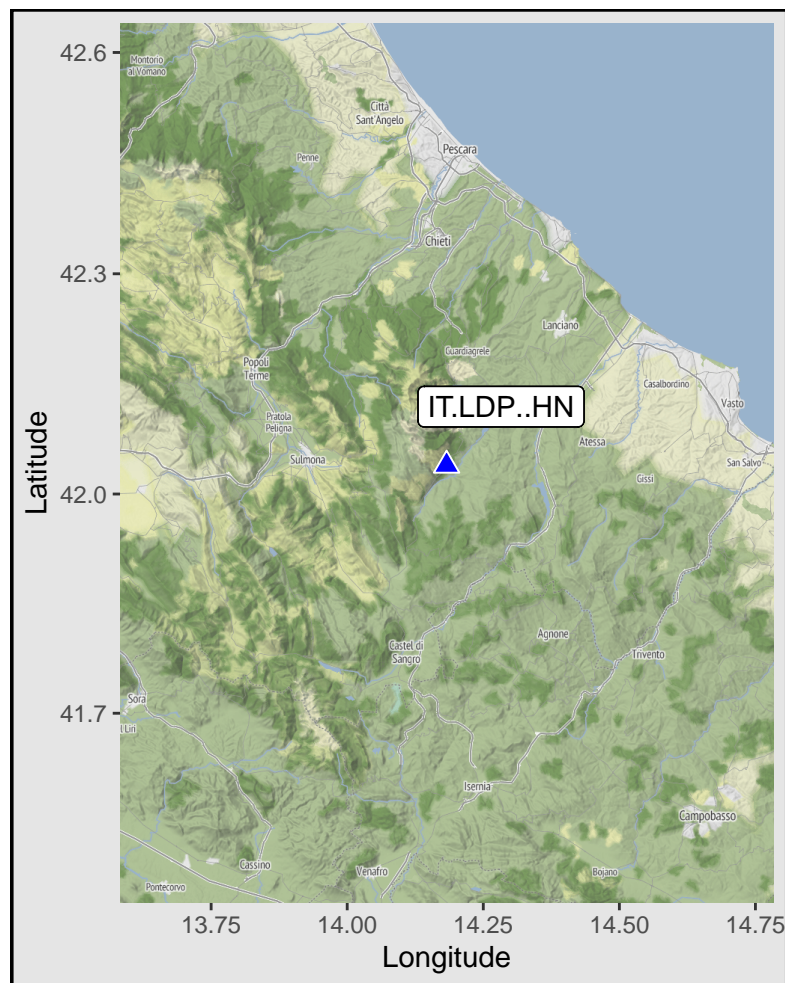 42.6
42.3
42.0
41.7
Latitude
Montorio
al Vomano
Città
Sant'Angelo
Penne
Pescara
Chieti
Lanciano
Guardiagrele
Popoli
Terme
Casalbordino
Vasto
IT.LDP..HN
Pratola
Peligna
Atessa
Sulmona
San Salvo
Gissi
Agnone
Castel di
Sangro
Trivento
Sora
l Liri
Isernia
Campobasso
Cassino
Venafro
Bojano
Pontecorvo
13.75
14.00
14.25
14.50
14.75
Longitude